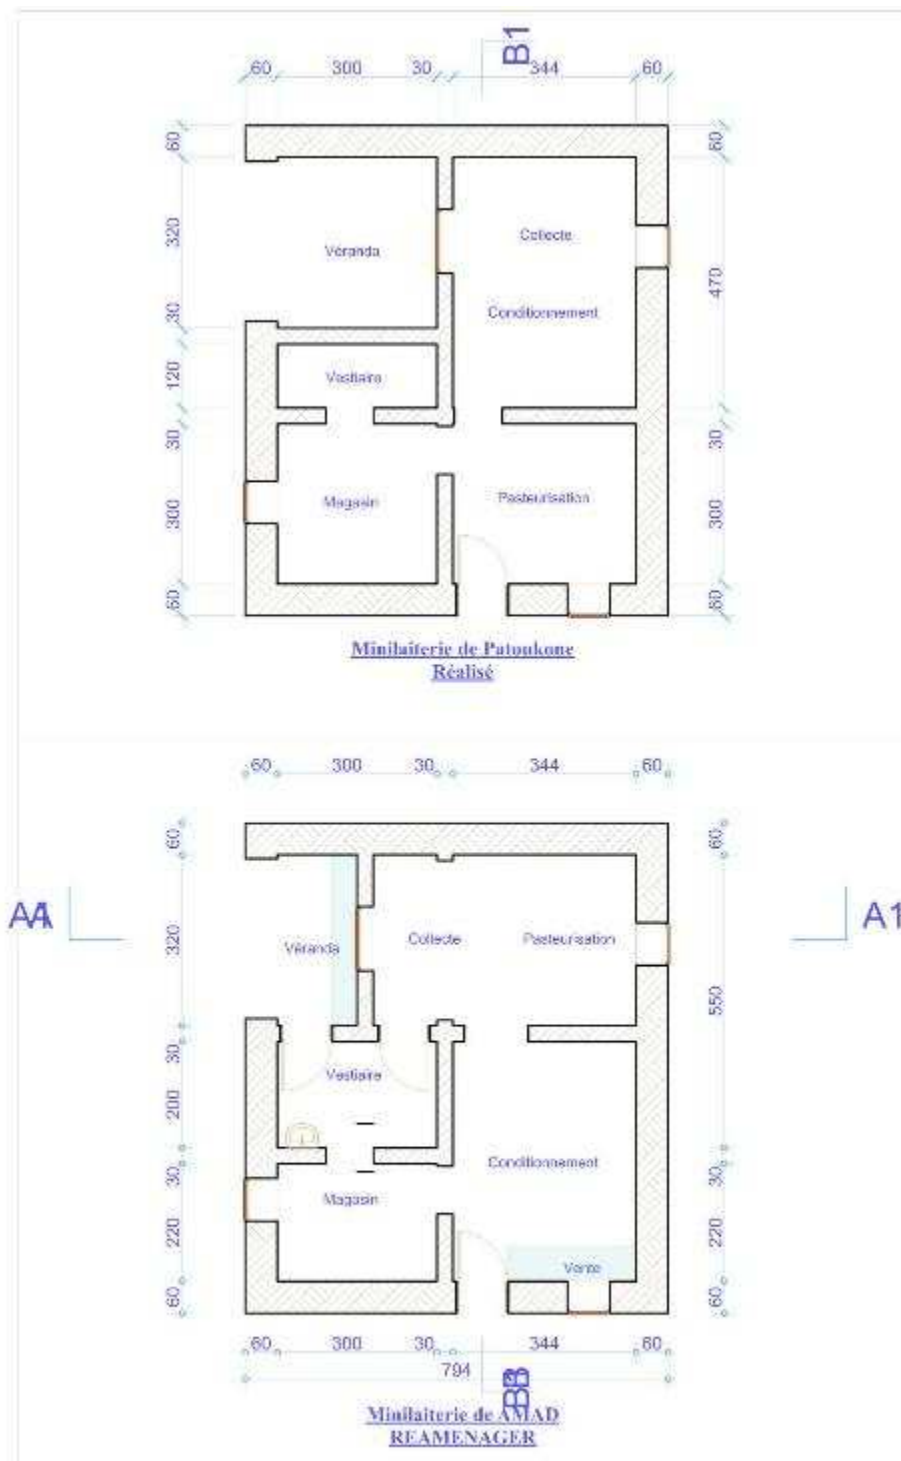 B1
60 300 30 344 60
60 60
320
Véranda
Collecte
470
30
Conditionnement
120
Vestiaire
30 30
300
Magasin
Pasteurisation
300
60 60
Minilaiterie de Patoukone
Réalisé
60 300 30 344 60
60 60
A1
320
Véranda
Collecte
Pasteurisation
A1
550
30
Vestiaire
200
30
Conditionnement
30
Magasin
220 220
Vente
60 60
60 300 30 344 60
794
Minilaiterie de AMAD
REAMENAGER